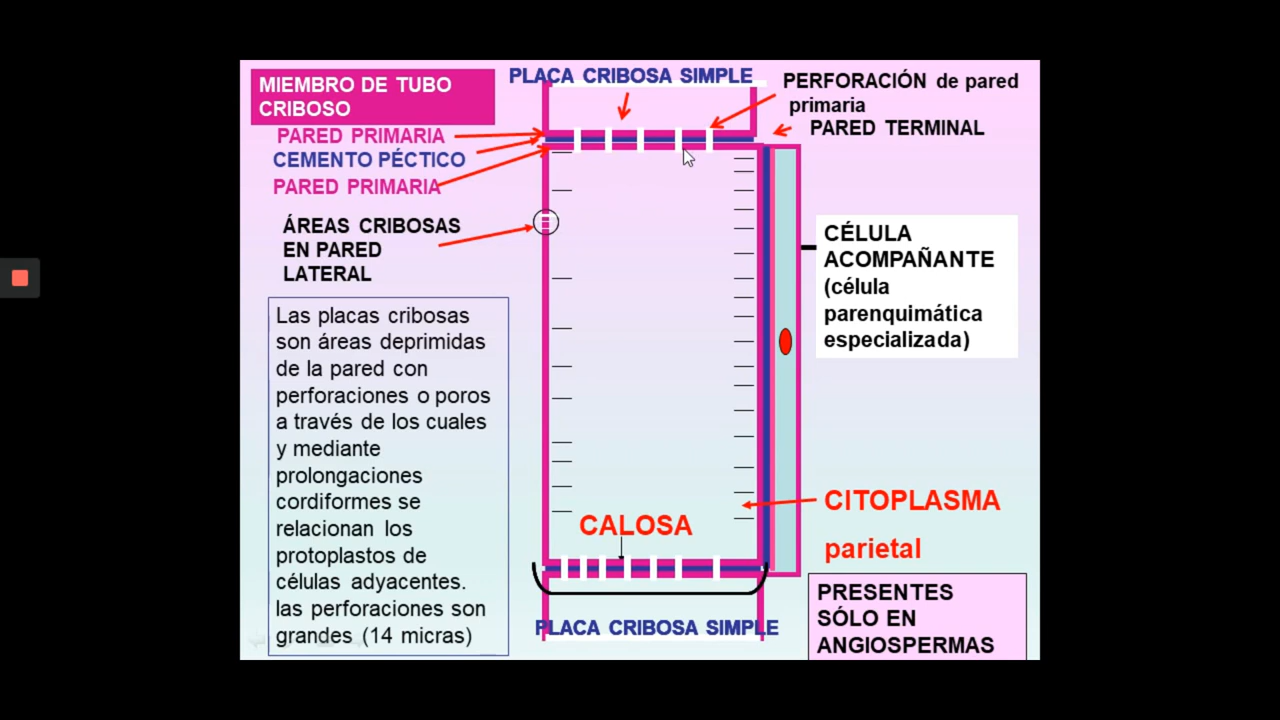 MIEMBRO DE TUBO
CRIBOSO
PLACA CRIBOSA SIMPLE
PERFORACIÓN de pared
primaria
PARED TERMINAL
PARED PRIMARIA
CEMENTO PÉCTICO
PARED PRIMARIA
ÁREAS CRIBOSAS
EN PARED
LATERAL
CÉLULA
ACOMPAÑANTE
(célula
parenquimática
especializada)
Las placas cribosas
son áreas deprimidas
de la pared con
perforaciones o poros
a través de los cuales
y mediante
prolongaciones
cordiformes se
relacionan los
protoplastos de
células adyacentes.
las perforaciones son
grandes (14 micras)
CALOSA
CITOPLASMA
parietal
PLACA CRIBOSA SIMPLE
PRESENTES
SÓLO EN
ANGIOSPERMAS